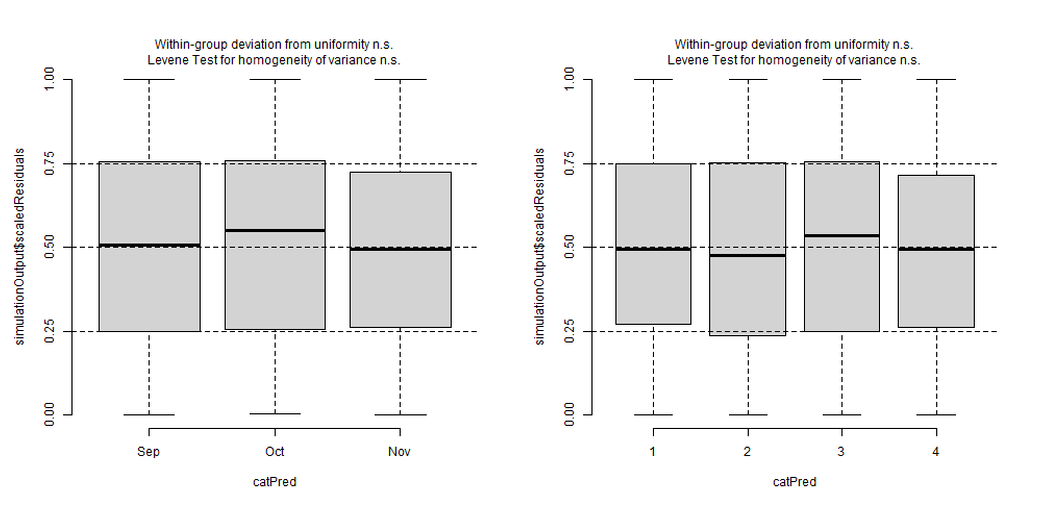 Within-group deviation from uniformity n.s.
Levene Test for homogeneity of variance n.s.
simulationOutput$scaledResiduals
1.00
0.75
0.50
0.25
0.00
Sep Oct Nov
catPred
Within-group deviation from uniformity n.s.
Levene Test for homogeneity of variance n.s.
simulationOutput$scaledResiduals
1.00
0.75
0.50
0.25
0.00
1 2 3 4
catPred